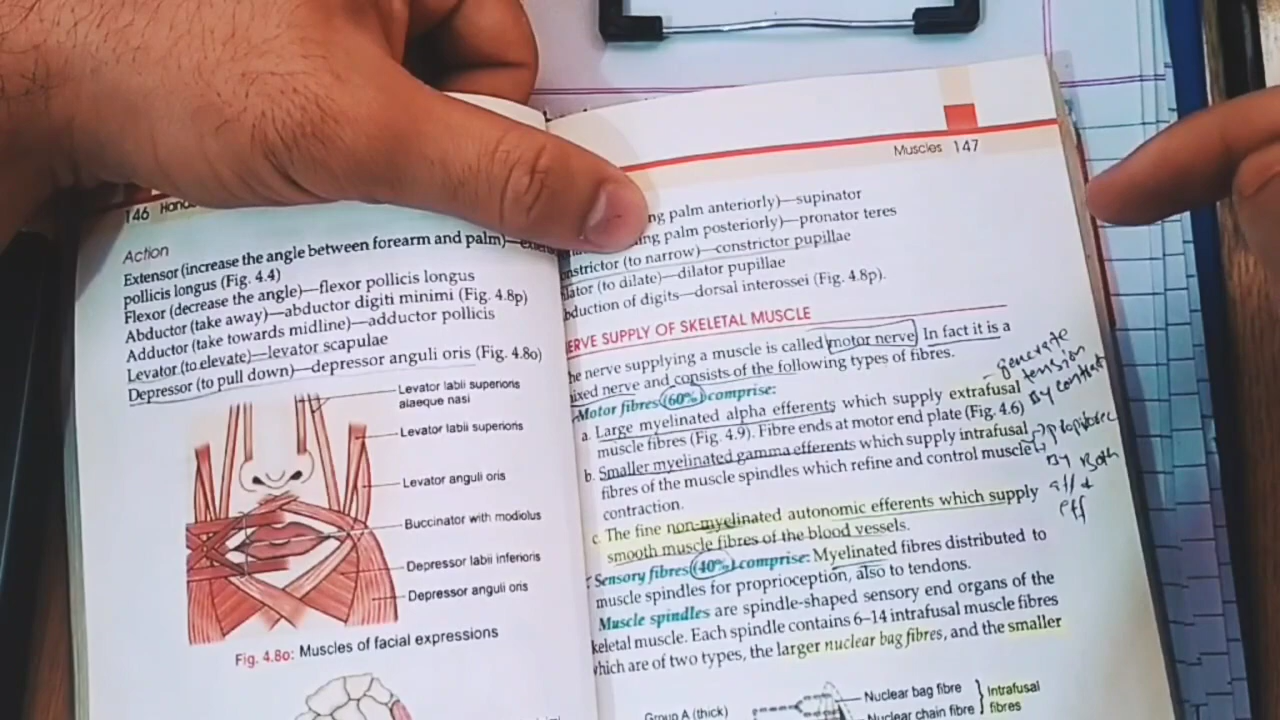 146 Hand
Action
Extensor (increase the angle between forearm and palm)—exten
pollicis longus (Fig. 4.4)
Flexor (decrease the angle)—flexor pollicis longus
Abductor (take away)—abductor digiti minimi (Fig. 4.8p)
Adductor (take towards midline)—adductor pollicis
Levator (to elevate)—levator scapulae
Depressor (to pull down)—depressor anguli oris (Fig. 4.8o)
Levator labii superioris
alaeque nasi
Levator labii superioris
Levator anguli oris
Buccinator with modiolus
Depressor labii inferioris
Depressor anguli oris
Fig. 4.8o: Muscles of facial expressions
Muscles 147
ng palm anteriorly)—supinator
ing palm posteriorly)—pronator teres
onstrictor (to narrow)—constrictor pupillae
ilator (to dilate)—dilator pupillae
bduction of digits—dorsal interossei (Fig. 4.8p).
ERVE SUPPLY OF SKELETAL MUSCLE
he nerve supplying a muscle is called motor nerve. In fact it is a
ixed nerve and consists of the following types of fibres.
Motor fibres (60%) comprise:
a. Large myelinated alpha efferents which supply extrafusal
muscle fibres (Fig. 4.9). Fibre ends at motor end plate (Fig. 4.6)
b. Smaller myelinated gamma efferents which supply intrafusal
fibres of the muscle spindles which refine and control muscle
contraction.
c. The fine non-myelinated autonomic efferents which supply
smooth muscle fibres of the blood vessels.
Sensory fibres (40%) comprise: Myelinated fibres distributed to
muscle spindles for proprioception, also to tendons.
Muscle spindles are spindle-shaped sensory end organs of the
keletal muscle. Each spindle contains 6–14 intrafusal muscle fibres
which are of two types, the larger nuclear bag fibres, and the smaller
Group A (thick)
Nuclear bag fibre
Nuclear chain fibre
Intrafusal
fibres
generate
tension
By
By Both
aff &
eff